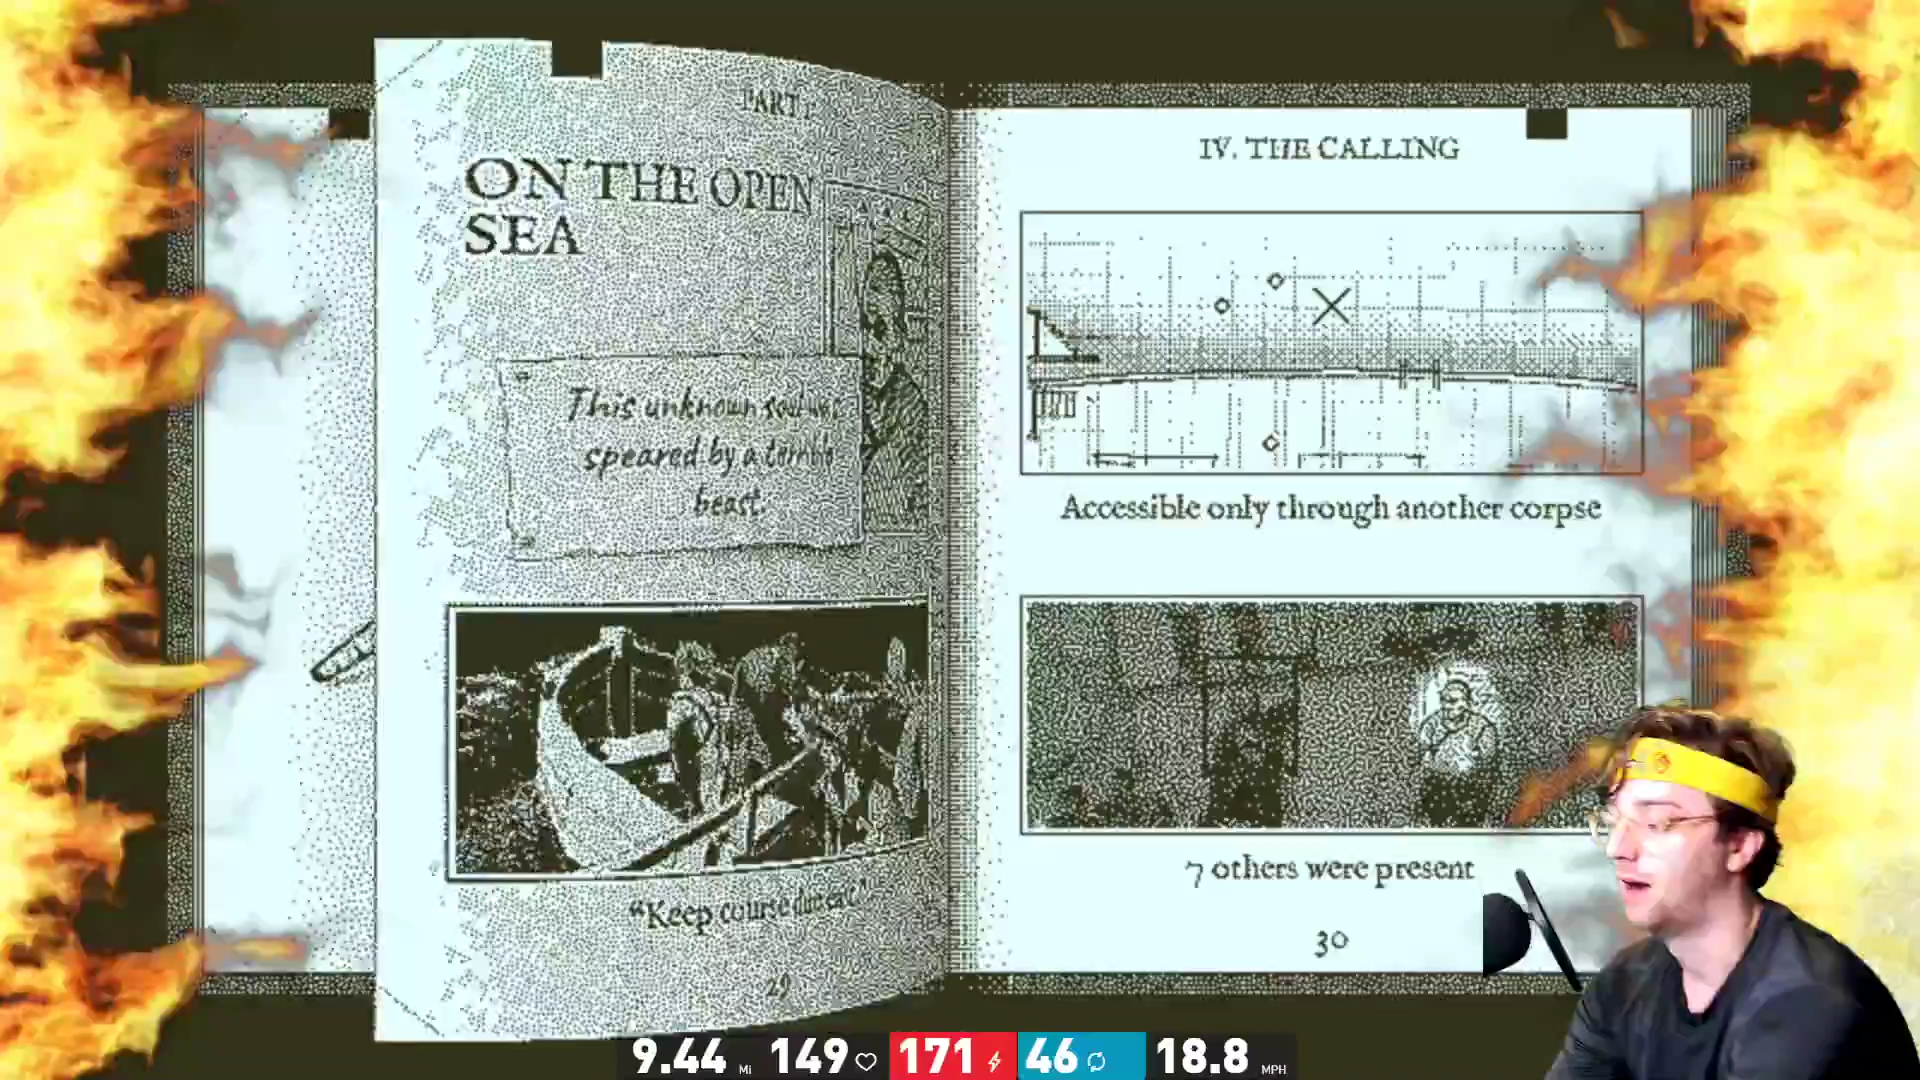 PART 1
ON THE OPEN
SEA
This unknown soul was
speared by a terrible
beast.
"Keep course due east"
29
IV. THE CALLING
Accessible only through another corpse
7 others were present
30
9.44 MI 149 171 46 18.8 MPH